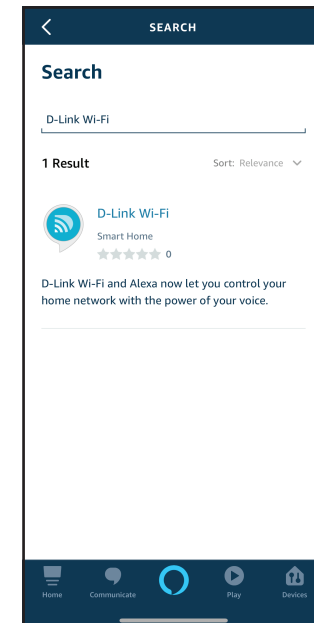 SEARCH
Search
D-Link Wi-Fi
1 Result
Sort: Relevance
D-Link Wi-Fi
Smart Home
0
D-Link Wi-Fi and Alexa now let you control your
home network with the power of your voice.
Home Communicate Play Devices